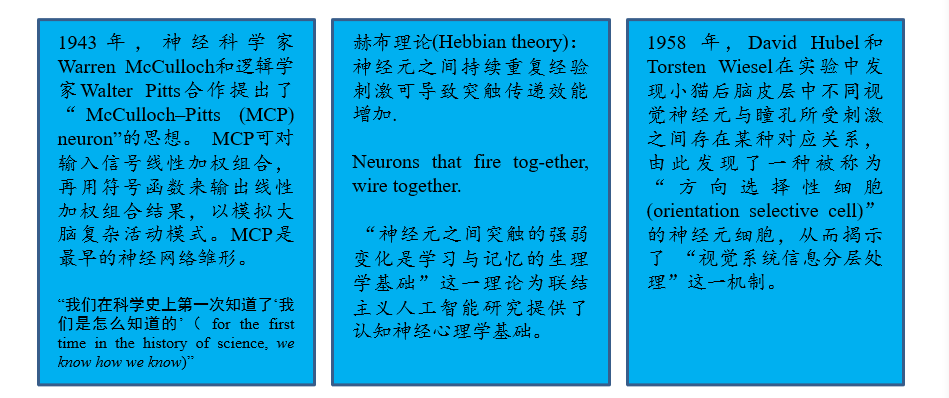 1943 年，神经科学家
Warren McCulloch和逻辑学
家Walter Pitts合作提出了
“ McCulloch–Pitts (MCP)
neuron”的思想。 MCP可对
输入信号线性加权组合，
再用符号函数来输出线性
加权组合结果，以模拟大
脑复杂活动模式。MCP是
最早的神经网络雏形。
“我们在科学史上第一次知道了‘我
们是怎么知道的’（ for the first
time in the history of science, we
know how we know)”
赫布理论(Hebbian theory)：
神经元之间持续重复经验
刺激可导致突触传递效能
增加.
Neurons that fire tog-ether,
wire together.
“神经元之间突触的强弱
变化是学习与记忆的生理
学基础”这一理论为联结
主义人工智能研究提供了
认知神经心理学基础。
1958 年，David Hubel和
Torsten Wiesel在实验中发
现小猫后脑皮层中不同视
觉神经元与瞳孔所受刺激
之间存在某种对应关系，
由此发现了一种被称为
“方向选择性细胞
(orientation selective cell)”
的神经元细胞，从而揭示
了 “视觉系统信息分层处
理”这一机制。